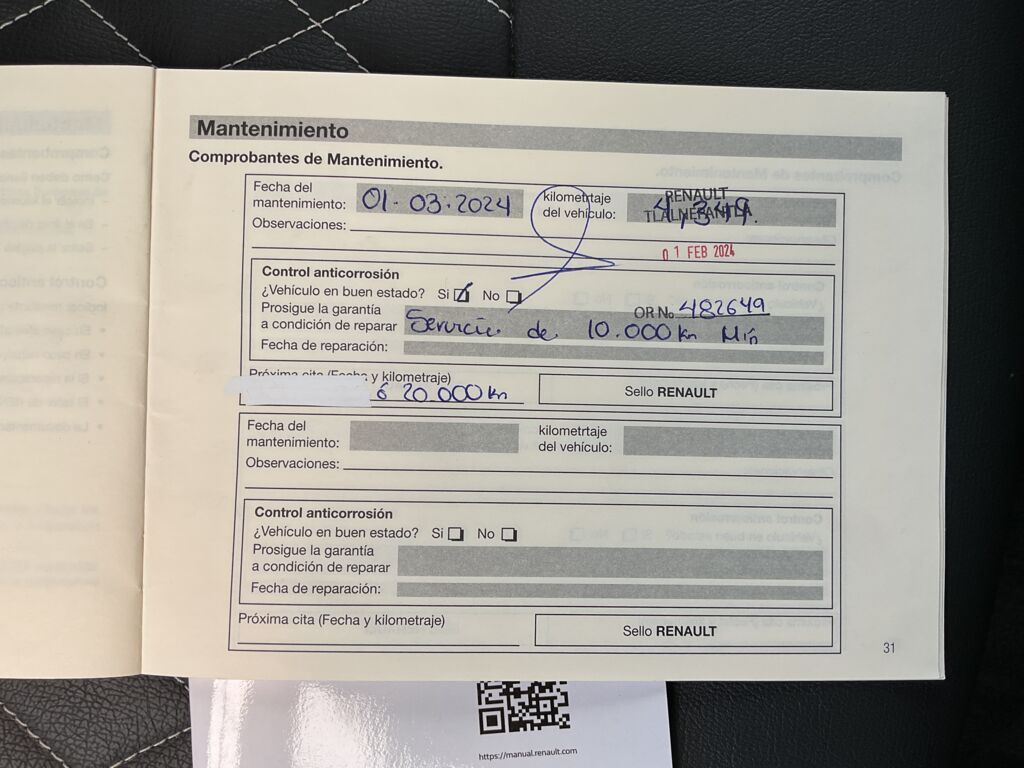 Mantenimiento
Comprobantes de Mantenimiento.
Fecha del mantenimiento: 01-03-2024 kilometrtaje del vehículo: 4,349.
RENAULT
TLALNEPANTLA
Observaciones:
01 FEB 2024
Control anticorrosión
¿Vehículo en buen estado? Si No
OR No 482649
Prosigue la garantía
a condición de reparar Servicio de 10.000 km Min
Fecha de reparación:
Próxima cita (Fecha y kilometraje)
ó 20.000 km
Sello RENAULT
Fecha del mantenimiento: kilometrtaje del vehículo:
Observaciones:
Control anticorrosión
¿Vehículo en buen estado? Si No
Prosigue la garantía
a condición de reparar
Fecha de reparación:
Próxima cita (Fecha y kilometraje)
Sello RENAULT
31
https://manual.renault.com